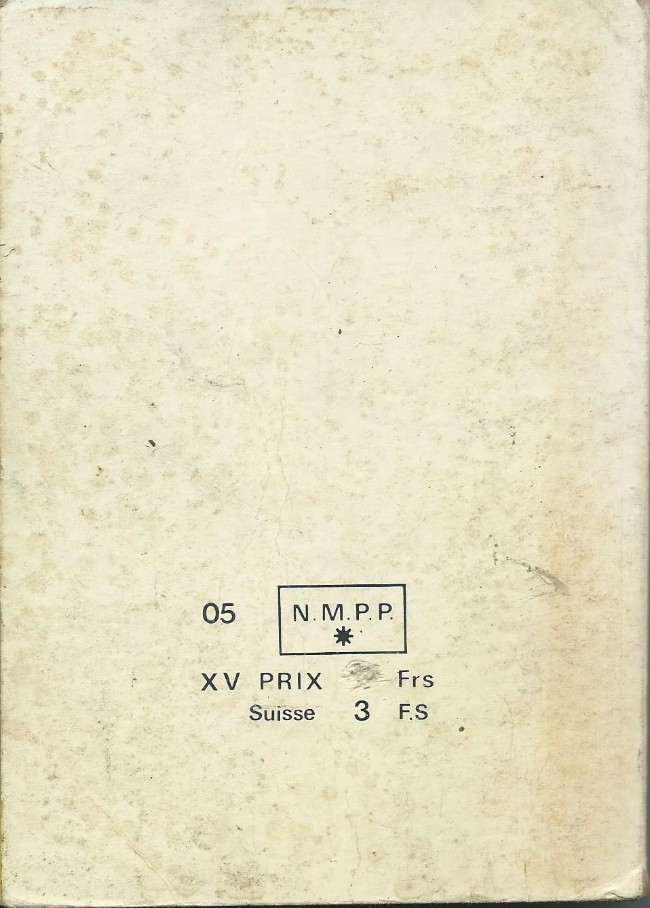 05 N.M.P.P.
✷
XV PRIX Frs
Suisse 3 F.S